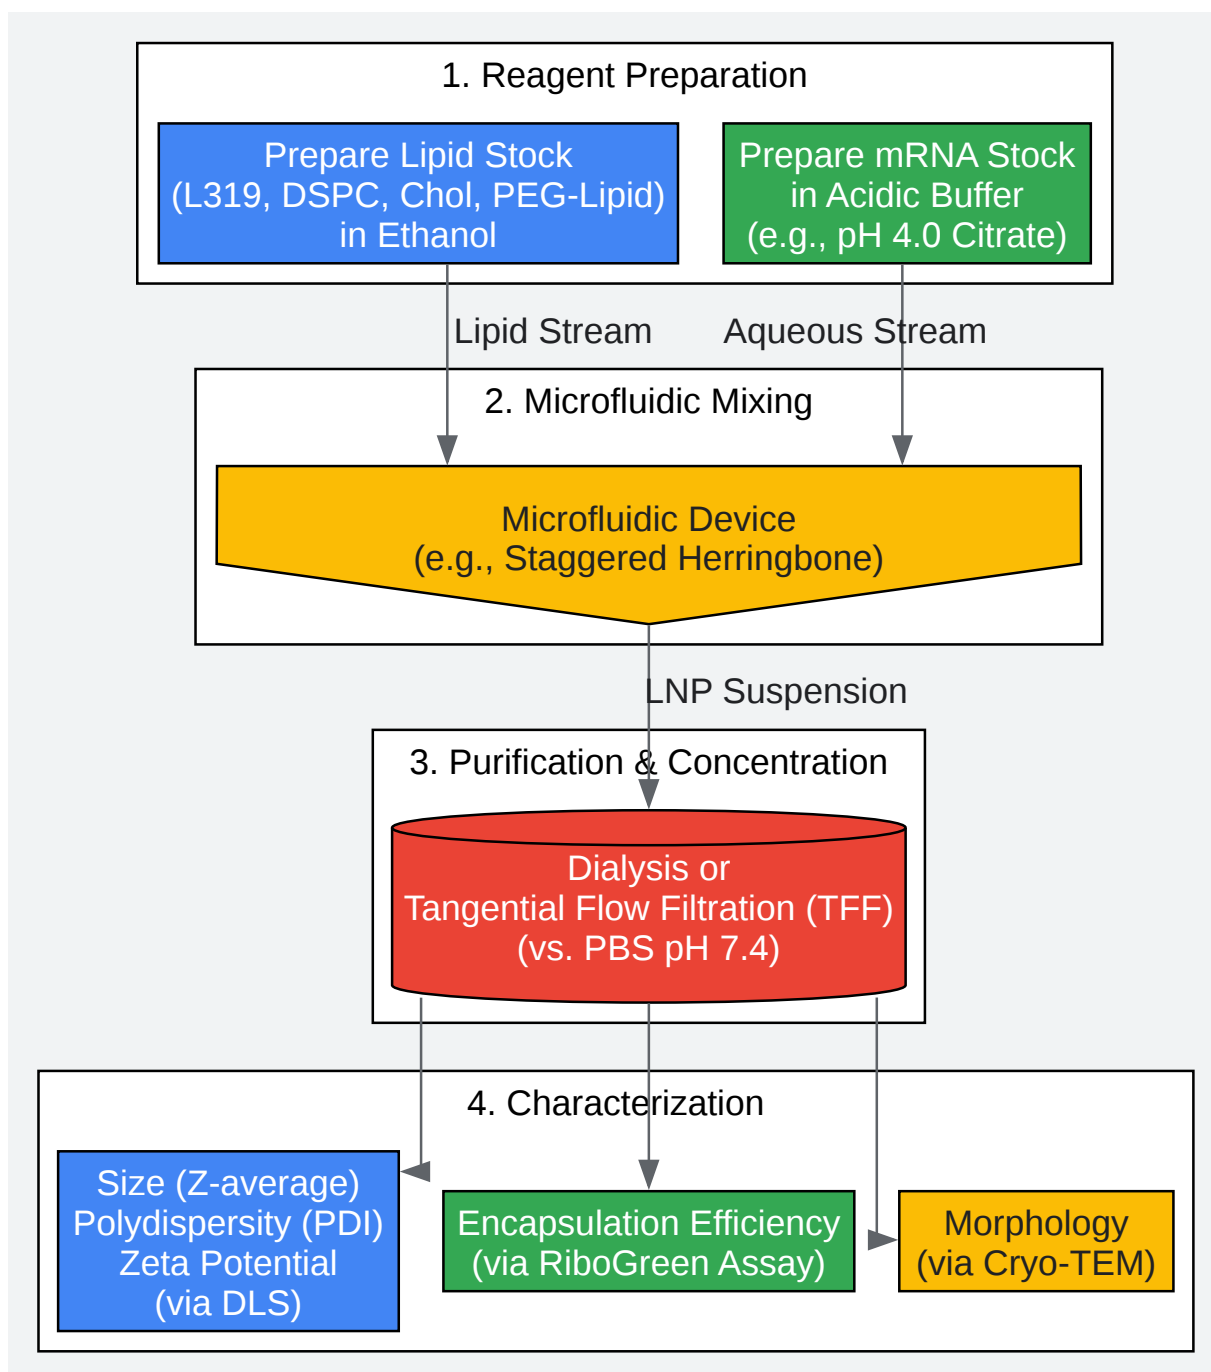 1. Reagent Preparation
Prepare Lipid Stock
(L319, DSPC, Chol, PEG-Lipid)
in Ethanol
Prepare mRNA Stock
in Acidic Buffer
(e.g., pH 4.0 Citrate)
Lipid Stream
Aqueous Stream
2. Microfluidic Mixing
Microfluidic Device
(e.g., Staggered Herringbone)
LNP Suspension
3. Purification & Concentration
Dialysis or
Tangential Flow Filtration (TFF)
(vs. PBS pH 7.4)
4. Characterization
Size (Z-average)
Polydispersity (PDI)
Zeta Potential
(via DLS)
Encapsulation Efficiency
(via RiboGreen Assay)
Morphology
(via Cryo-TEM)